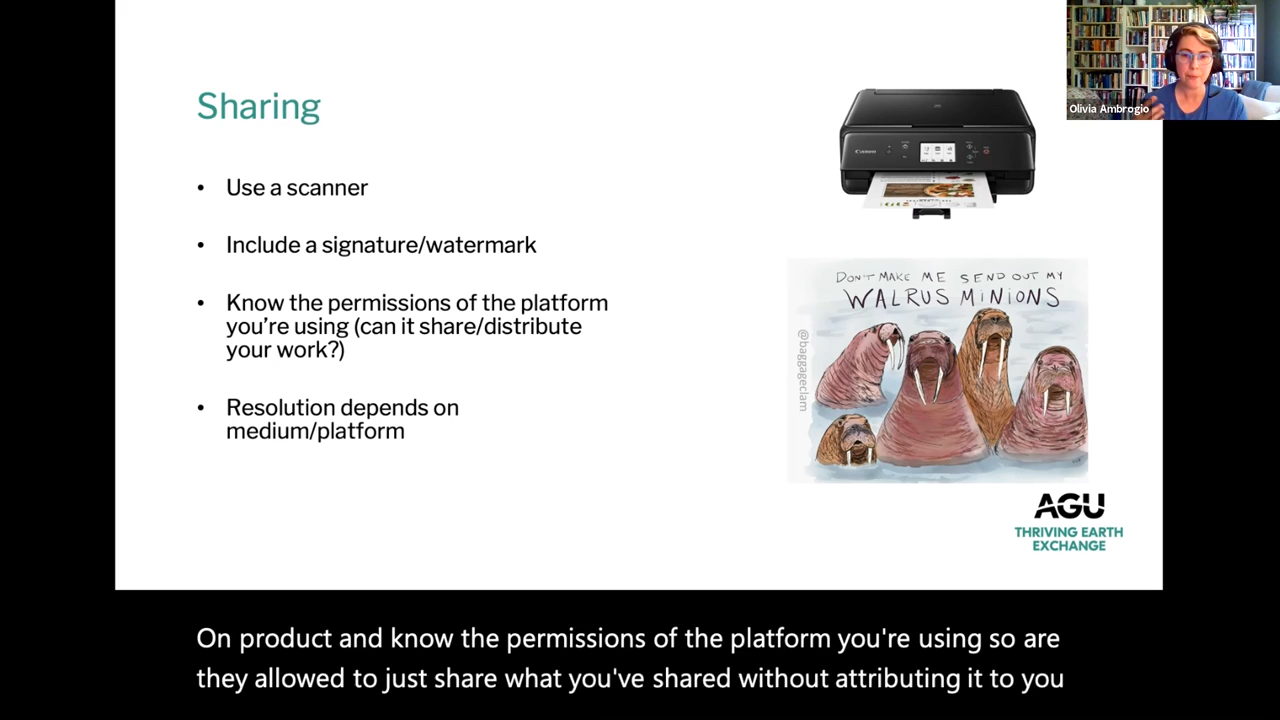 Sharing
Olivia Ambrogio
Canon
• Use a scanner
• Include a signature/watermark
• Know the permissions of the platform
you’re using (can it share/distribute
your work?)
• Resolution depends on
medium/platform
DON'T MAKE ME SEND OUT MY
WALRUS MINIONS
@baggageclam
AGU
THRIVING EARTH
EXCHANGE
On product and know the permissions of the platform you're using so are
they allowed to just share what you've shared without attributing it to you